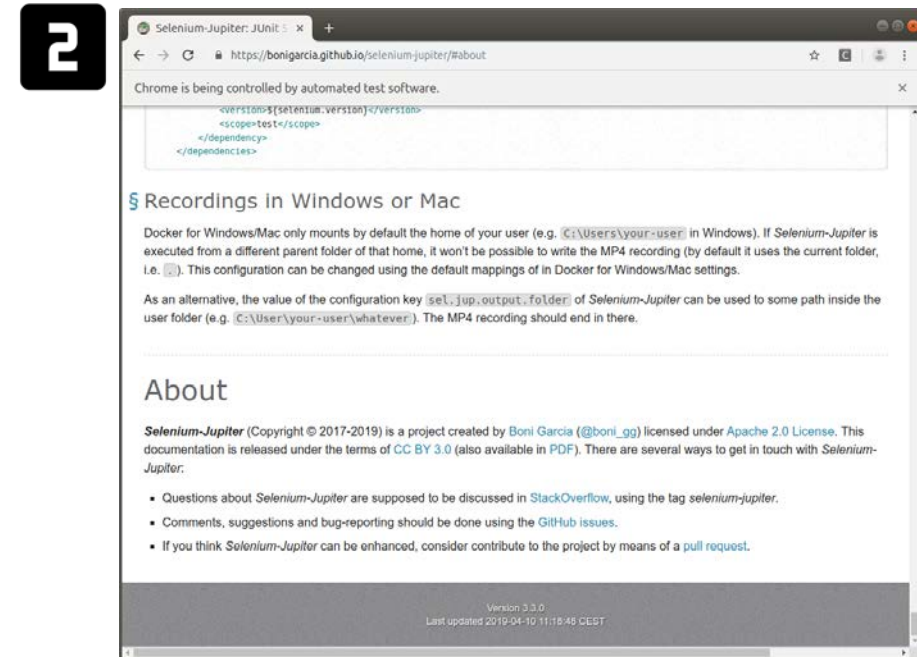 2
Selenium-Jupiter: JUnit 5
https://bonigarcia.github.io/selenium-jupiter/#about
Chrome is being controlled by automated test software.
<version>${selenium.version}</version>
<scope>test</scope>
</dependency>
</dependencies>
§ Recordings in Windows or Mac
Docker for Windows/Mac only mounts by default the home of your user (e.g. C:\Users\your-user in Windows). If Selenium-Jupiter is
executed from a different parent folder of that home, it won't be possible to write the MP4 recording (by default it uses the current folder,
i.e. .). This configuration can be changed using the default mappings of in Docker for Windows/Mac settings.
As an alternative, the value of the configuration key sel.jup.output.folder of Selenium-Jupiter can be used to some path inside the
user folder (e.g. C:\User\your-user\whatever). The MP4 recording should end in there.
About
Selenium-Jupiter (Copyright © 2017-2019) is a project created by Boni Garcia (@boni_gg) licensed under Apache 2.0 License. This
documentation is released under the terms of CC BY 3.0 (also available in PDF). There are several ways to get in touch with Selenium-
Jupiter:
▪ Questions about Selenium-Jupiter are supposed to be discussed in StackOverflow, using the tag selenium-jupiter.
▪ Comments, suggestions and bug-reporting should be done using the GitHub issues.
▪ If you think Selenium-Jupiter can be enhanced, consider contribute to the project by means of a pull request.
Version 3.3.0
Last updated 2019-04-10 11:18:48 CEST